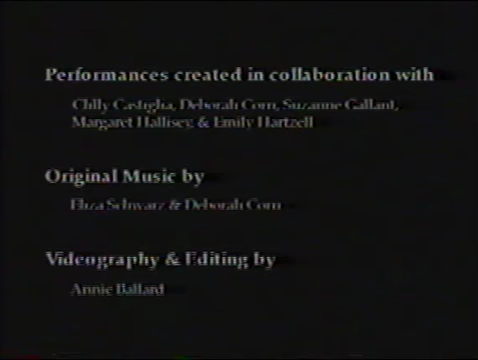 Performances created in collaboration with
Chlly Castiglia, Deborah Corn, Suzanne Gallant,
Margaret Hallisey, & Emily Hartzell
Original Music by
Eliza Schwarz & Deborah Corn
Videography & Editing by
Annie Ballard